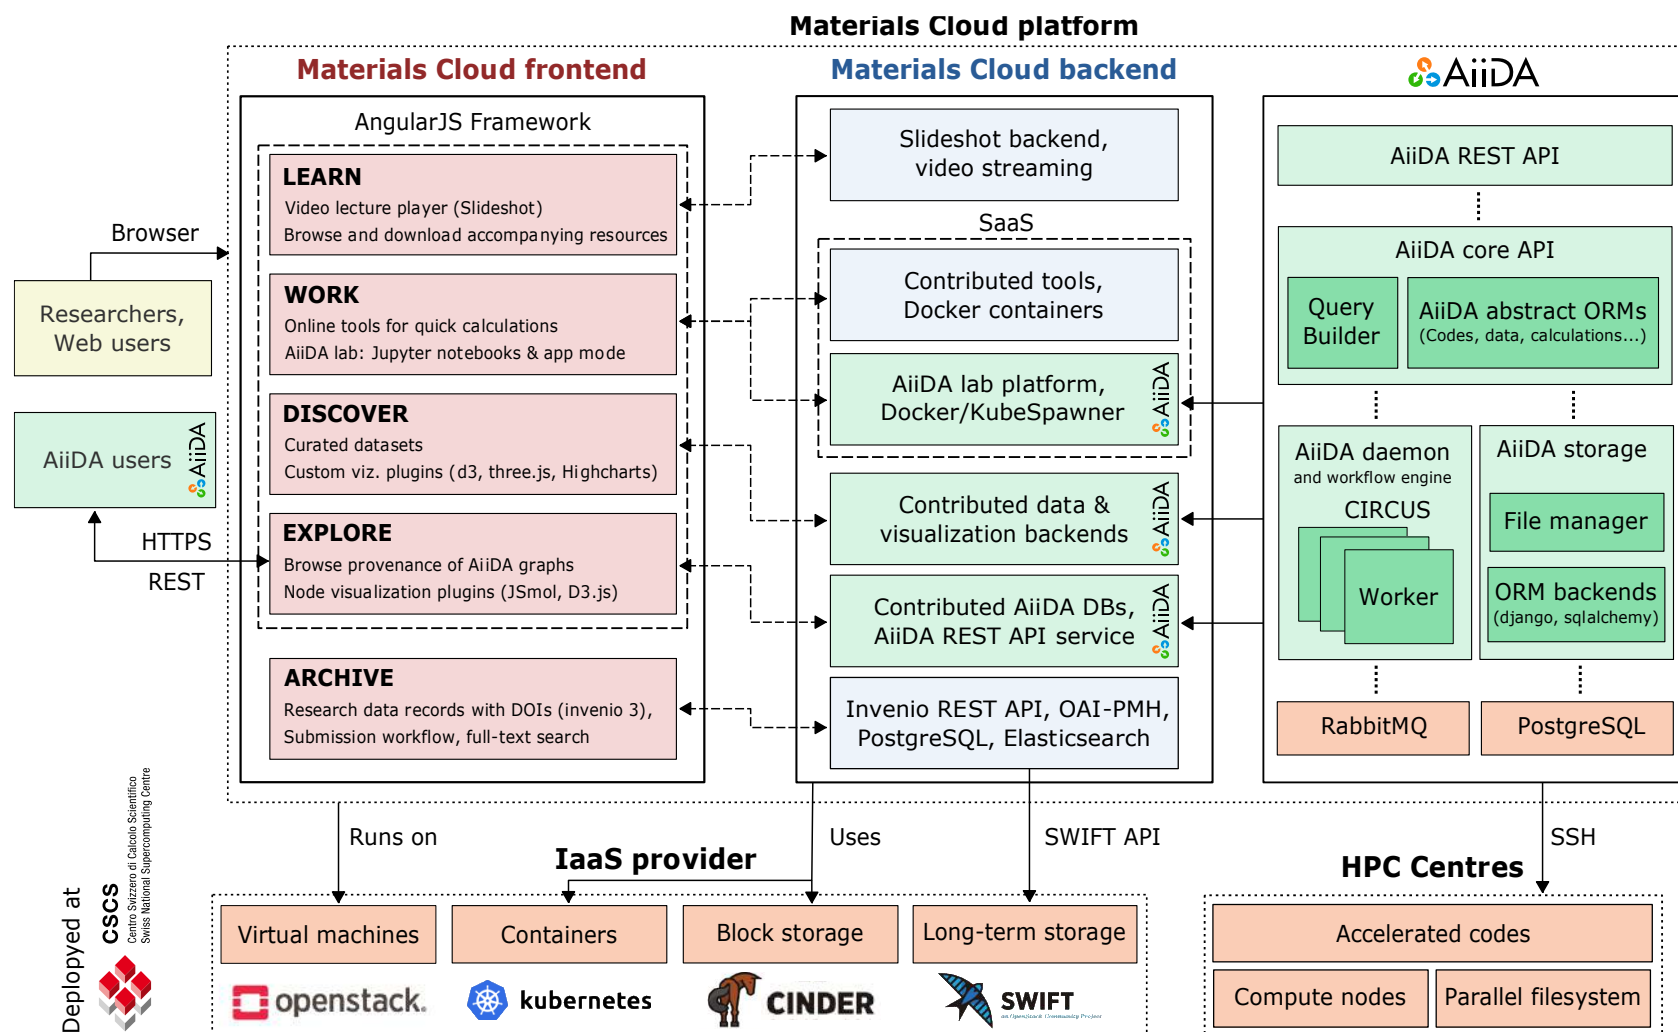 Materials Cloud platform
Materials Cloud frontend
Materials Cloud backend
AiiDA
AngularJS Framework
LEARN
Video lecture player (Slideshot)
Browse and download accompanying resources
WORK
Online tools for quick calculations
AiiDA lab: Jupyter notebooks & app mode
DISCOVER
Curated datasets
Custom viz. plugins (d3, three.js, Highcharts)
EXPLORE
Browse provenance of AiiDA graphs
Node visualization plugins (JSmol, D3.js)
ARCHIVE
Research data records with DOIs (invenio 3),
Submission workflow, full-text search
Browser
Researchers,
Web users
AiiDA users
AiiDA
HTTPS
REST
Slideshot backend,
video streaming
SaaS
Contributed tools,
Docker containers
AiiDA lab platform,
Docker/KubeSpawner
AiiDA
Contributed data &
visualization backends
AiiDA
Contributed AiiDA DBs,
AiiDA REST API service
AiiDA
Invenio REST API, OAI-PMH,
PostgreSQL, Elasticsearch
AiiDA REST API
AiiDA core API
Query
Builder
AiiDA abstract ORMs
(Codes, data, calculations...)
AiiDA daemon
and workflow engine
CIRCUS
Worker
AiiDA storage
File manager
ORM backends
(django, sqlalchemy)
RabbitMQ
PostgreSQL
Runs on
Uses
SWIFT API
SSH
IaaS provider
HPC Centres
Virtual machines
Containers
Block storage
Long-term storage
openstack.
kubernetes
CINDER
SWIFT
an OpenStack Community Project
Accelerated codes
Compute nodes
Parallel filesystem
Deplopyed at
CSCS
Centro Svizzero di Calcolo Scientifico
Swiss National Supercomputing Centre